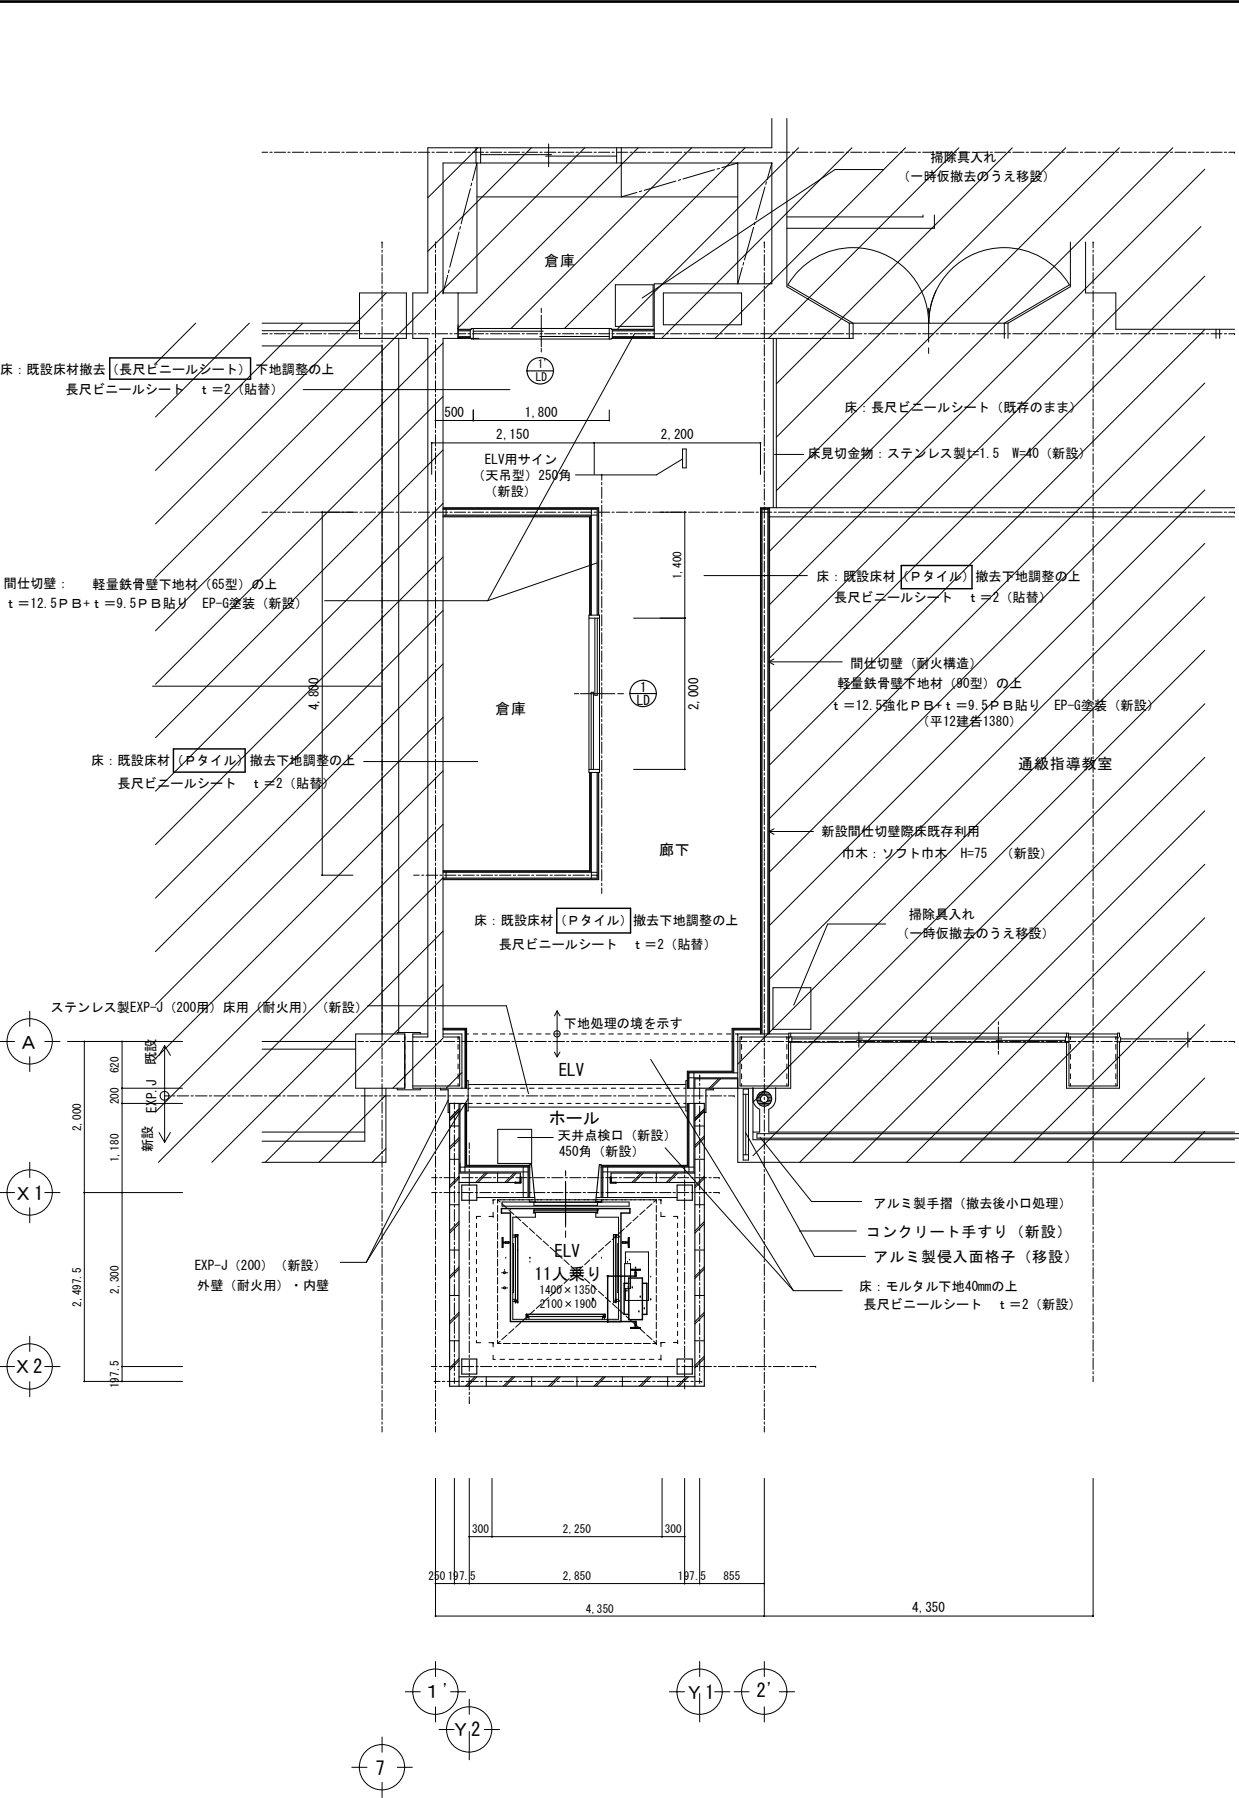 掃除具入れ
（一時仮撤去のうえ移設）
倉庫
床：既設床材撤去（長尺ビニールシート）下地調整の上
長尺ビニールシート　ｔ＝2（貼替）
1'
LD
500
1,800
2,150
2,200
床：長尺ビニールシート（既存のまま）
床見切金物：ステンレス製t=1.5　W=40（新設）
ELV用サイン
（天吊型）250角
（新設）
間仕切壁：　軽量鉄骨壁下地材（65型）の上
ｔ＝12.5ＰＢ+ｔ＝9.5ＰＢ貼り　EP-G塗装（新設）
1,400
床：既設床材（Ｐタイル）撤去下地調整の上
長尺ビニールシート　ｔ＝2（貼替）
間仕切壁（耐火構造）
軽量鉄骨壁下地材（90型）の上
ｔ＝12.5強化ＰＢ+ｔ＝9.5ＰＢ貼り　EP-G塗装（新設）
（平12建告1380）
4,800
倉庫
1
LD
2,000
床：既設床材（Ｐタイル）撤去下地調整の上
長尺ビニールシート　ｔ＝2（貼替）
通級指導教室
新設間仕切壁際床既存利用
巾木：ソフト巾木　H=75　（新設）
廊下
床：既設床材（Ｐタイル）撤去下地調整の上
長尺ビニールシート　ｔ＝2（貼替）
掃除具入れ
（一時仮撤去のうえ移設）
ステンレス製EXP-J（200用）床用（耐火用）（新設）
下地処理の境を示す
A
既設
EXP.J
新設
620
200
1,180
2,000
ELV
ホール
天井点検口（新設）
450角（新設）
X1
アルミ製手摺（撤去後小口処理）
コンクリート手すり（新設）
アルミ製侵入面格子（移設）
EXP-J（200）（新設）
外壁（耐火用）・内壁
ELV
11人乗り
1400×1350
2100×1900
床：モルタル下地40mmの上
長尺ビニールシート　ｔ＝2（新設）
2,497.5
2,300
197.5
X2
300
2,250
300
250
197.5
2,850
197.5
855
4,350
4,350
1'
Y1
2'
Y2
7